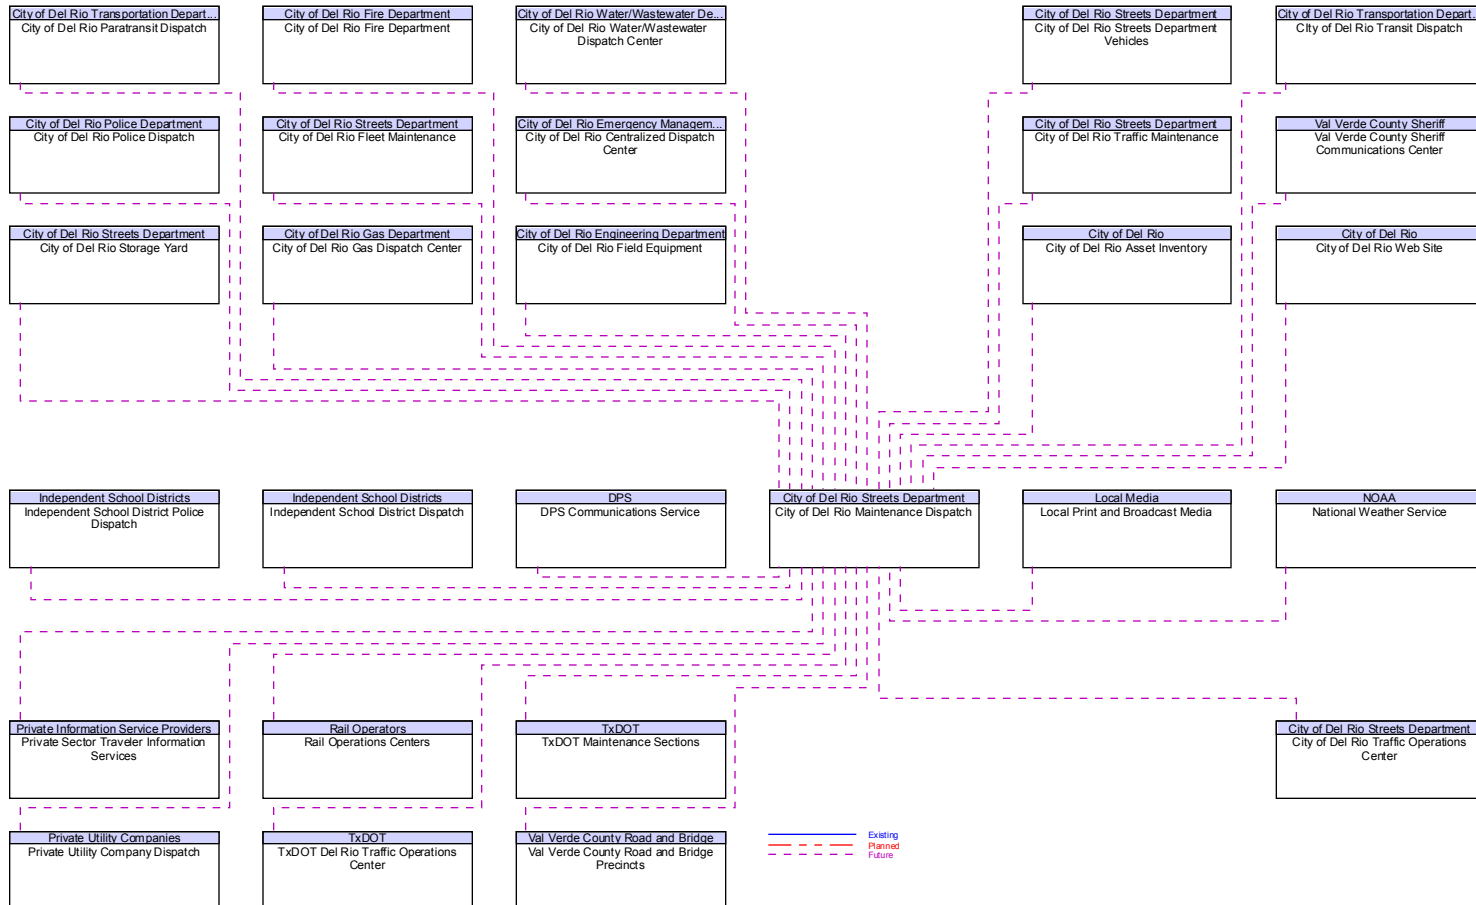 City of Del Rio Transportation Depart...
City of Del Rio Paratransit Dispatch
City of Del Rio Fire Department
City of Del Rio Fire Department
City of Del Rio Water/Wastewater De...
City of Del Rio Water/Wastewater
Dispatch Center
City of Del Rio Streets Department
City of Del Rio Streets Department
Vehicles
City of Del Rio Transportation Depart...
City of Del Rio Transit Dispatch
City of Del Rio Police Department
City of Del Rio Police Dispatch
City of Del Rio Streets Department
City of Del Rio Fleet Maintenance
City of Del Rio Emergency Managem...
City of Del Rio Centralized Dispatch
Center
City of Del Rio Streets Department
City of Del Rio Traffic Maintenance
Val Verde County Sheriff
Val Verde County Sheriff
Communications Center
City of Del Rio Streets Department
City of Del Rio Storage Yard
City of Del Rio Gas Department
City of Del Rio Gas Dispatch Center
City of Del Rio Engineering Department
City of Del Rio Field Equipment
City of Del Rio
City of Del Rio Asset Inventory
City of Del Rio
City of Del Rio Web Site
Independent School Districts
Independent School District Police
Dispatch
Independent School Districts
Independent School District Dispatch
DPS
DPS Communications Service
City of Del Rio Streets Department
City of Del Rio Maintenance Dispatch
Local Media
Local Print and Broadcast Media
NOAA
National Weather Service
Private Information Service Providers
Private Sector Traveler Information
Services
Rail Operators
Rail Operations Centers
TxDOT
TxDOT Maintenance Sections
City of Del Rio Streets Department
City of Del Rio Traffic Operations
Center
Private Utility Companies
Private Utility Company Dispatch
TxDOT
TxDOT Del Rio Traffic Operations
Center
Val Verde County Road and Bridge
Val Verde County Road and Bridge
Precincts
Existing
Planned
Future